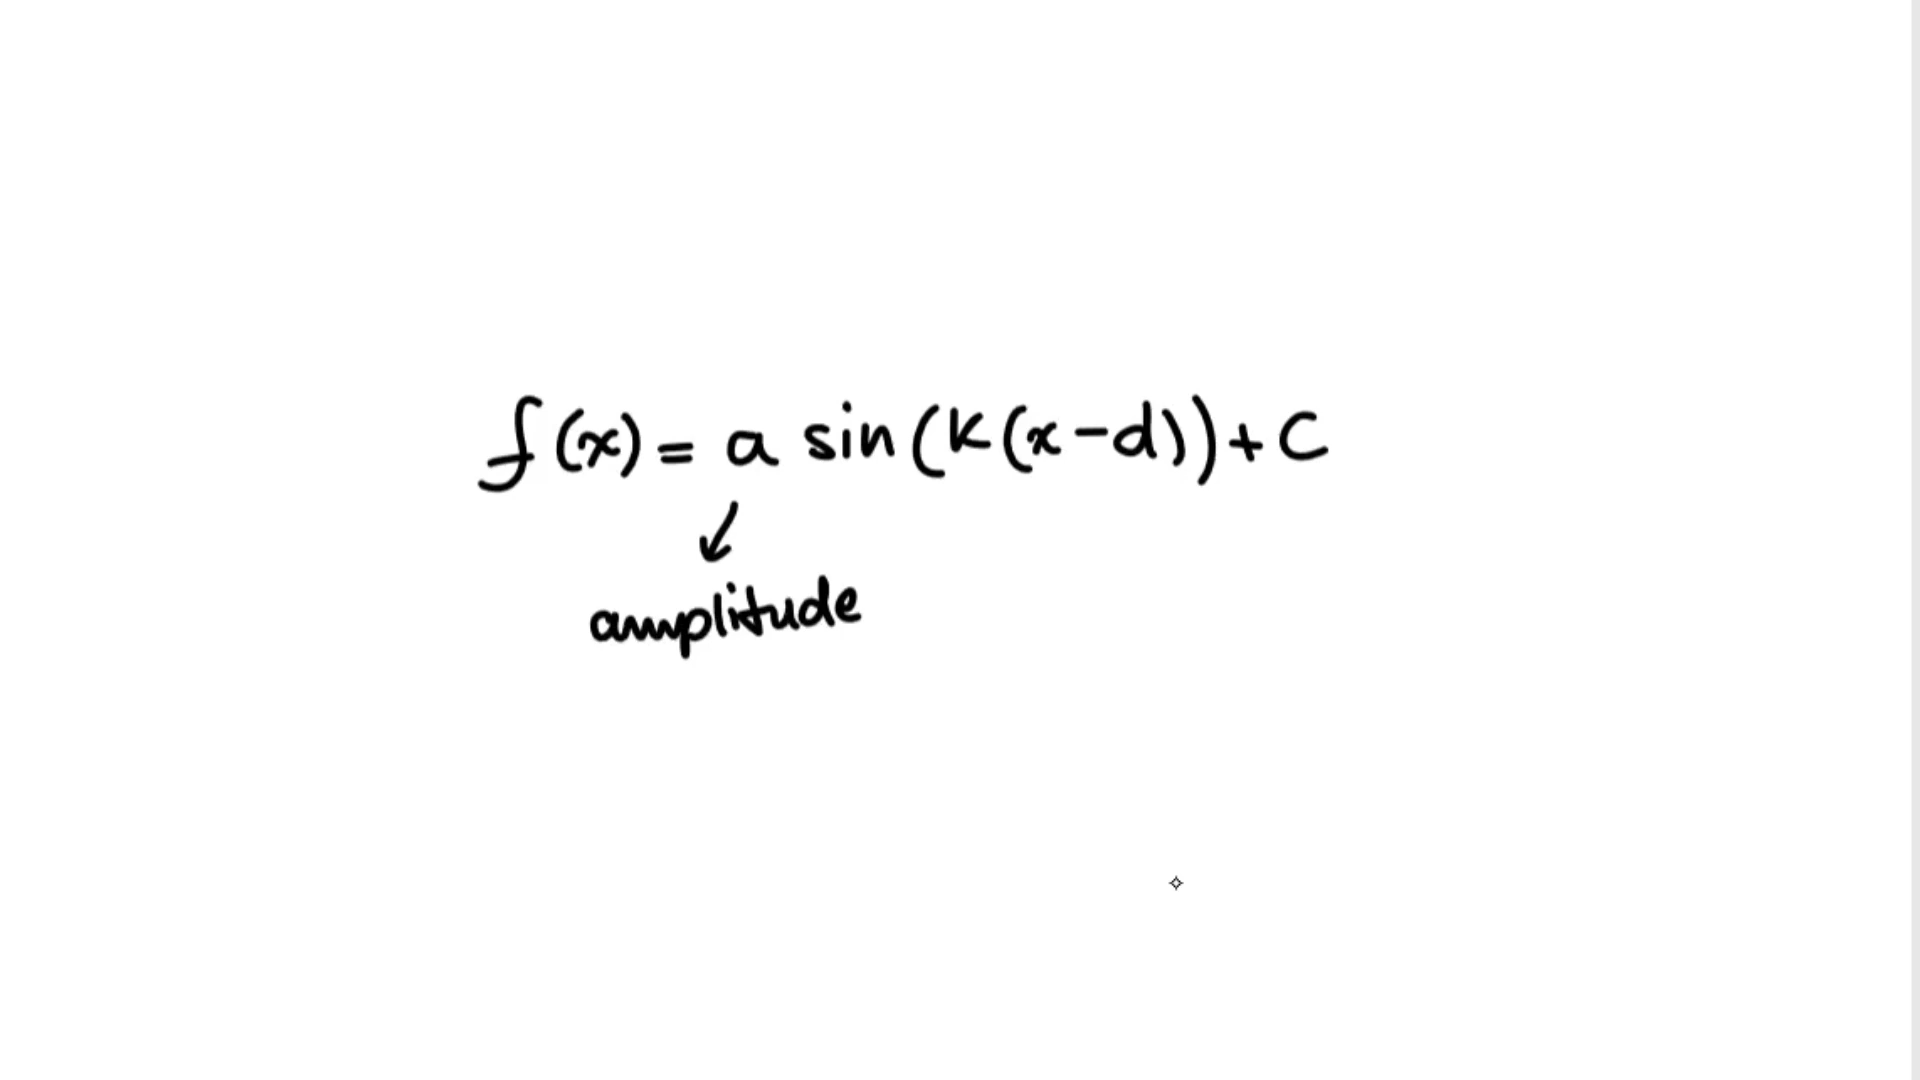 f(x) = a sin(k(x-d))+c
↙
amplitude